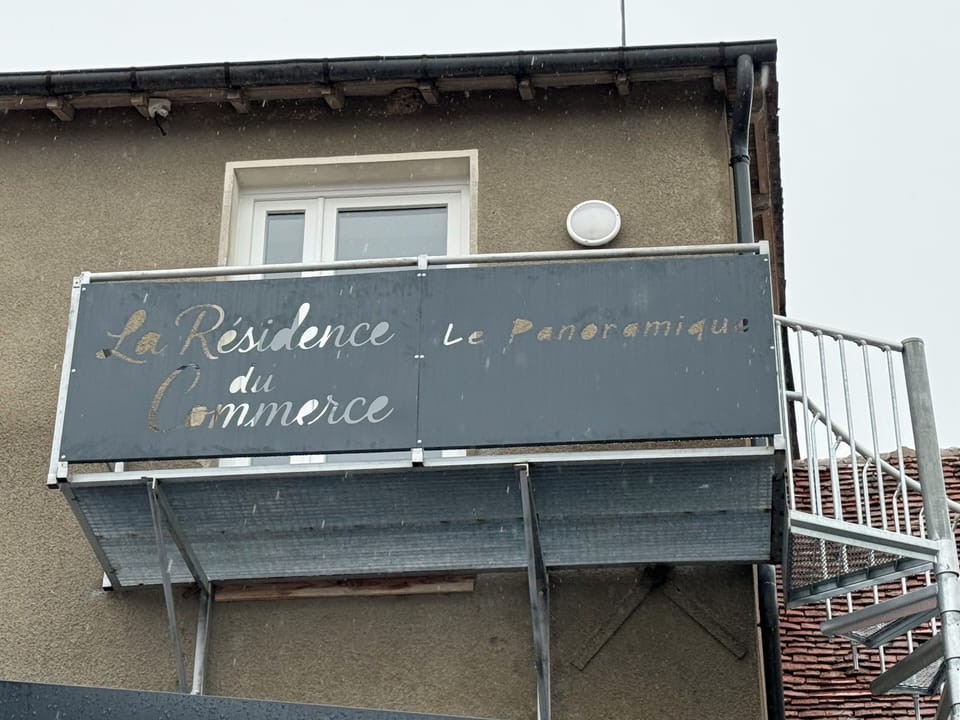 La Résidence
du
Commerce
Le Panoramique